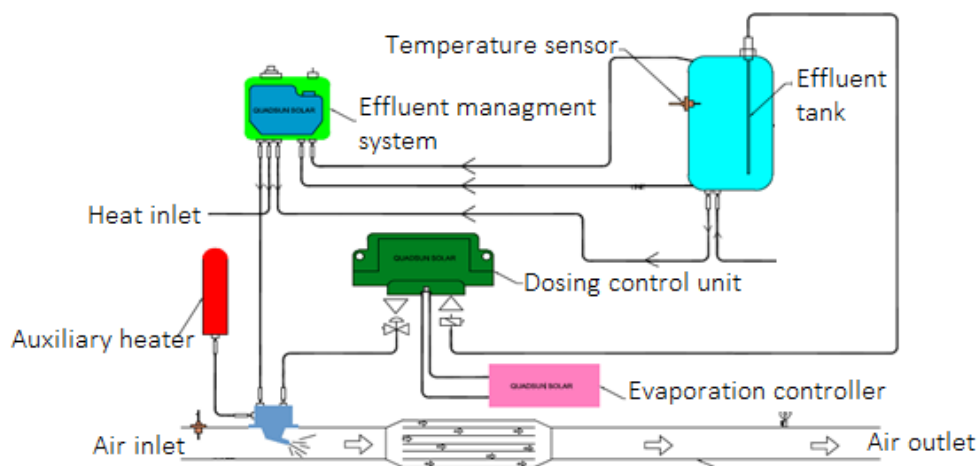 Temperature sensor
Effluent
tank
QUADSUN SOLAR
Effluent managment
system
Heat inlet
QUADSUN SOLAR
Dosing control unit
Auxiliary heater
QUADSUN SOLAR
Evaporation controller
Air inlet
Air outlet